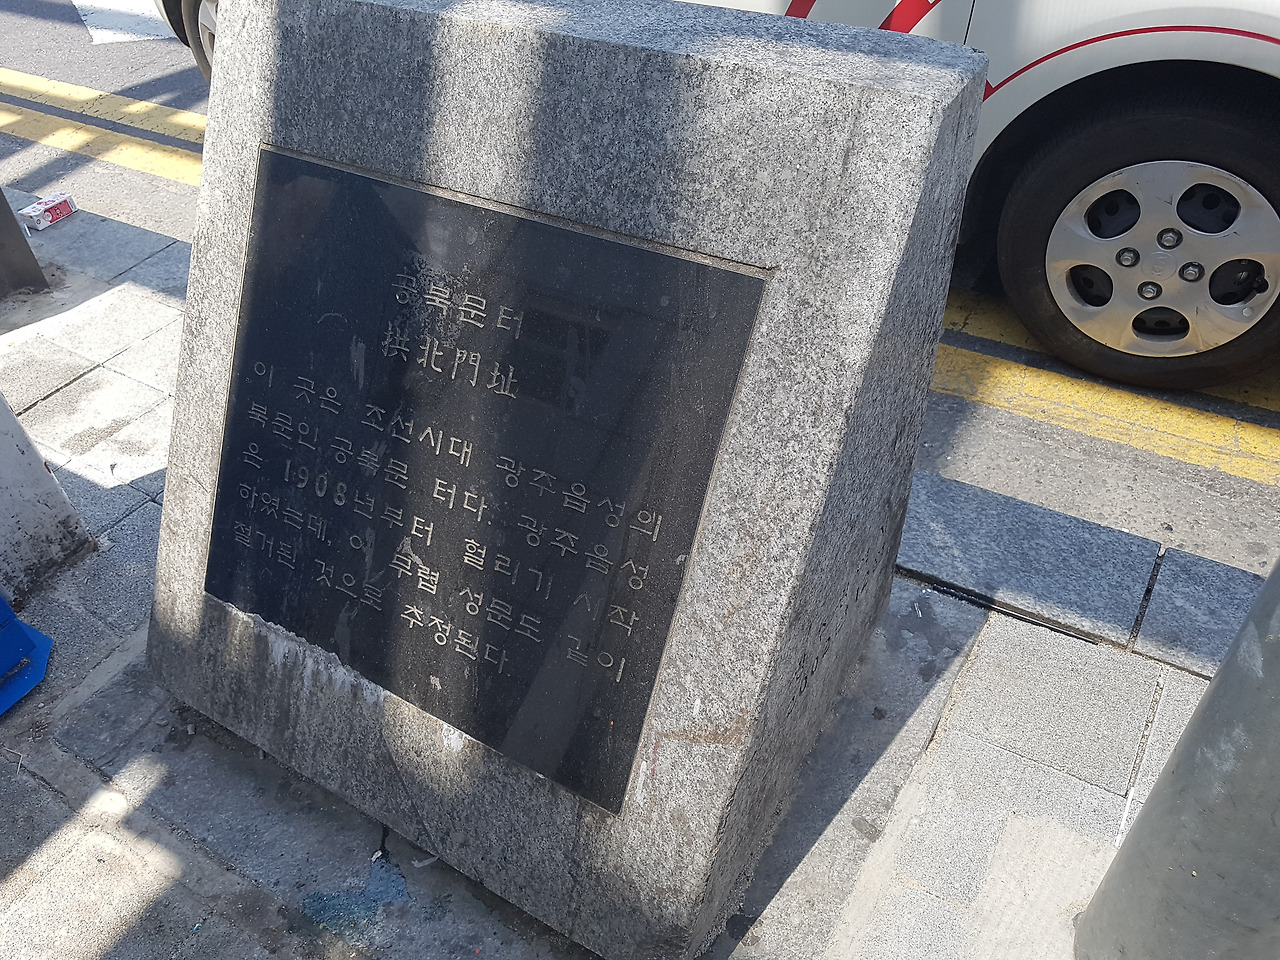 공북문터
拱北門址
이 곳은 조선시대 광주읍성의
북문인 공북문 터다. 광주읍성
은 1908년부터 헐리기 시작
하였는데, 이 무렵 성문도 같이
철거된 것으로 추정된다.